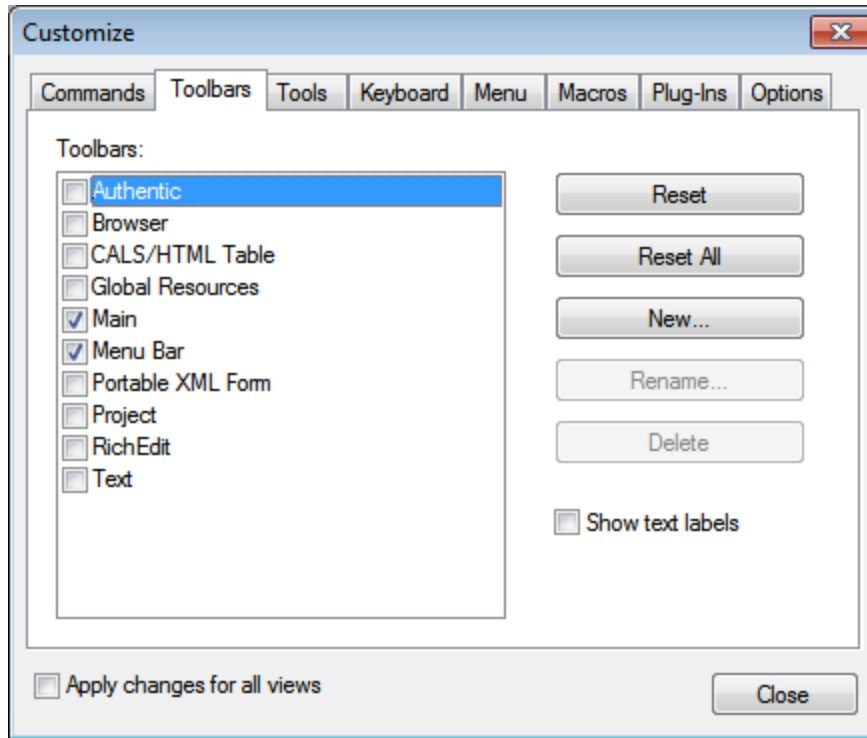 Customize
Commands Toolbars Tools Keyboard Menu Macros Plug-Ins Options
Toolbars:
Authentic
Browser
CALS/HTML Table
Global Resources
Main
Menu Bar
Portable XML Form
Project
RichEdit
Text
Reset
Reset All
New...
Rename...
Delete
Show text labels
Apply changes for all views
Close